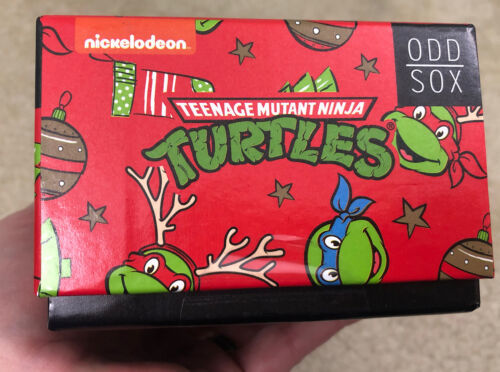 nickelodeon
ODD
SOX
TEENAGE MUTANT NINJA
TURTLES